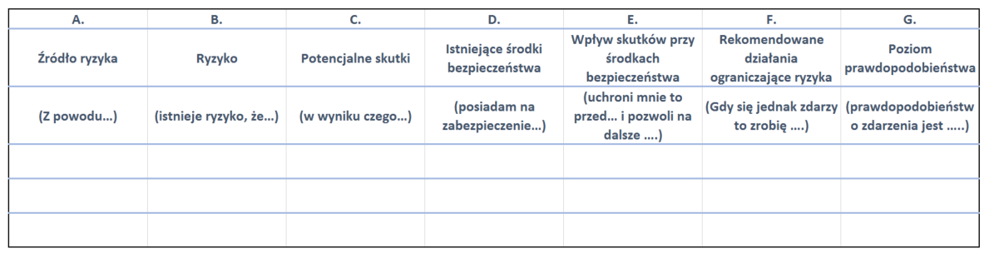 A. B. C. D. E. F. G.
Źródło ryzyka
Ryzyko
Potencjalne skutki
Istniejące środki
bezpieczeństwa
Wpływ skutków przy
środkach
bezpieczeństwa
Rekomendowane
działania
ograniczające ryzyka
Poziom
prawdopodobieństwa
(Z powodu...)
(istnieje ryzyko, że...)
(w wyniku czego...)
(posiadam na
zabezpieczenie...)
(uchroni mnie to
przed... i pozwoli na
dalsze ....)
(Gdy się jednak zdarzy
to zrobię ....)
(prawdopodobieństw
o zdarzenia jest .....)